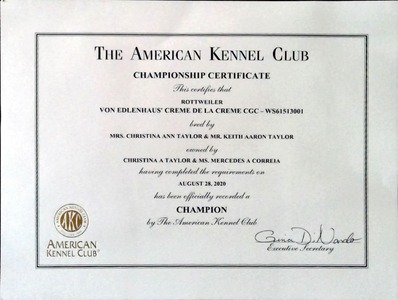 THE AMERICAN KENNEL CLUB
CHAMPIONSHIP CERTIFICATE
This certifies that
ROTTWEILER
VON EDLENHAUS' CREME DE LA CREME CGC – WS61513001
bred by
MRS. CHRISTINA ANN TAYLOR & MR. KEITH AARON TAYLOR
owned by
CHRISTINA A TAYLOR & MS. MERCEDES A CORREIA
having completed the requirements on
AUGUST 28, 2020
has been officially recorded a
CHAMPION
by The American Kennel Club
AKC
AMERICAN
KENNEL CLUB®
Gina DiNardo
Executive Secretary